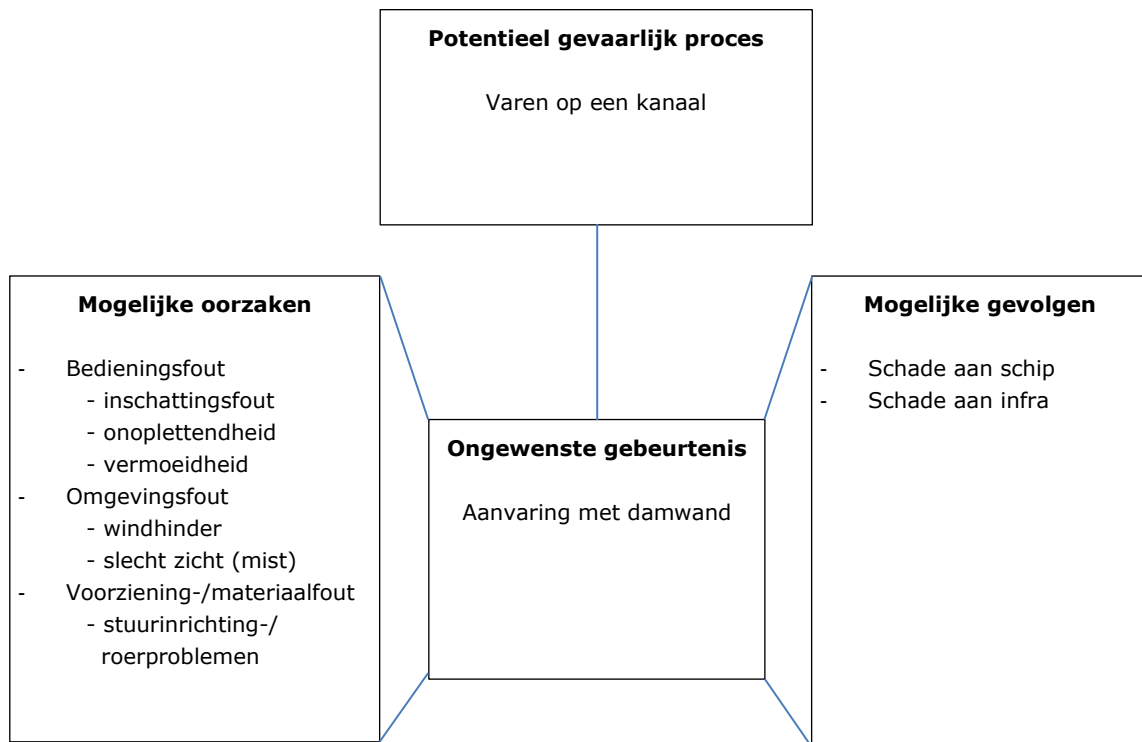 Potentieel gevaarlijk proces
Varen op een kanaal
Mogelijke oorzaken
- Bedieningsfout
- inschattingsfout
- onoplettendheid
- vermoeidheid
- Omgevingsfout
- windhinder
- slecht zicht (mist)
- Voorziening-/materiaalfout
- stuurinrichting-/
roerproblemen
Ongewenste gebeurtenis
Aanvaring met damwand
Mogelijke gevolgen
- Schade aan schip
- Schade aan infra